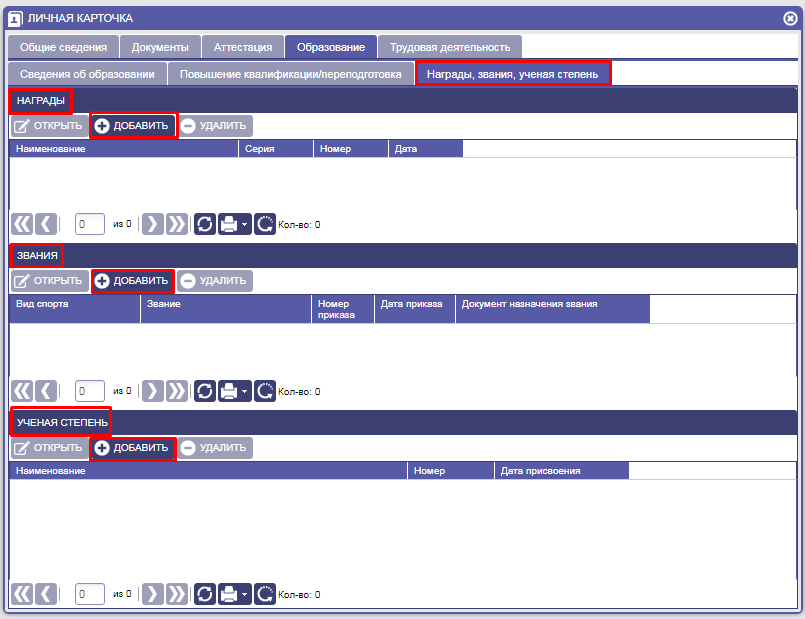 ЛИЧНАЯ КАРТОЧКА
Общие сведения Документы Аттестация Образование Трудовая деятельность
Сведения об образовании Повышение квалификации/переподготовка Награды, звания, ученая степень
НАГРАДЫ
ОТКРЫТЬ ДОБАВИТЬ УДАЛИТЬ
Наименование Серия Номер Дата
0 из 0 Кол-во: 0
ЗВАНИЯ
ОТКРЫТЬ ДОБАВИТЬ УДАЛИТЬ
Вид спорта Звание Номер приказа Дата приказа Документ назначения звания
0 из 0 Кол-во: 0
УЧЕНАЯ СТЕПЕНЬ
ОТКРЫТЬ ДОБАВИТЬ УДАЛИТЬ
Наименование Номер Дата присвоения
0 из 0 Кол-во: 0